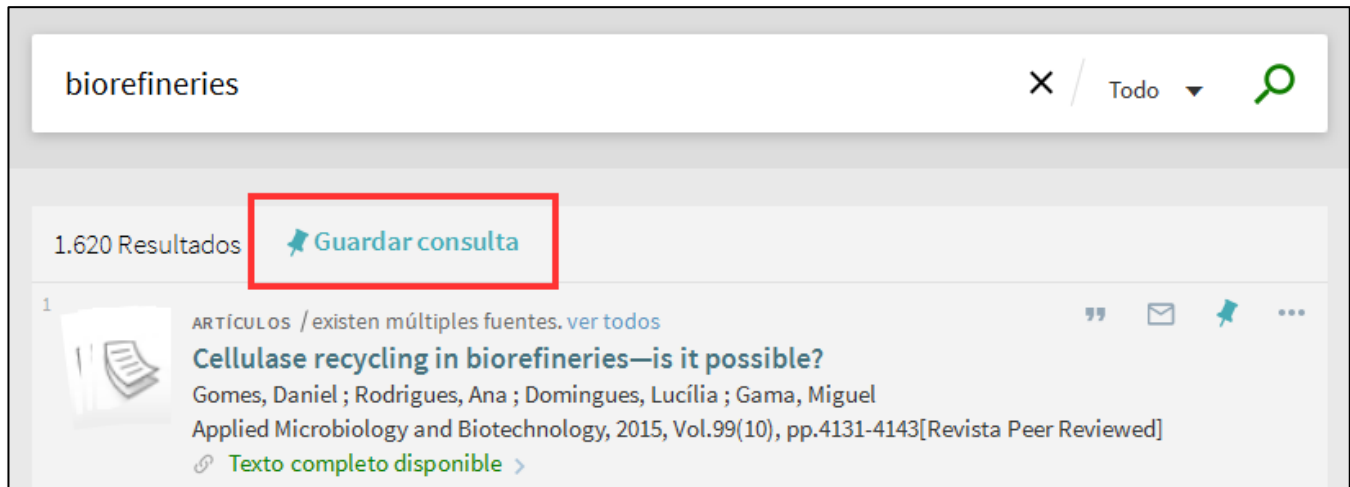 biorefineries
Todo
1.620 Resultados
Guardar consulta
1
ARTÍCULOS / existen múltiples fuentes. ver todos
Cellulase recycling in biorefineries—is it possible?
Gomes, Daniel ; Rodrigues, Ana ; Domingues, Lucília ; Gama, Miguel
Applied Microbiology and Biotechnology, 2015, Vol.99(10), pp.4131-4143[Revista Peer Reviewed]
Texto completo disponible